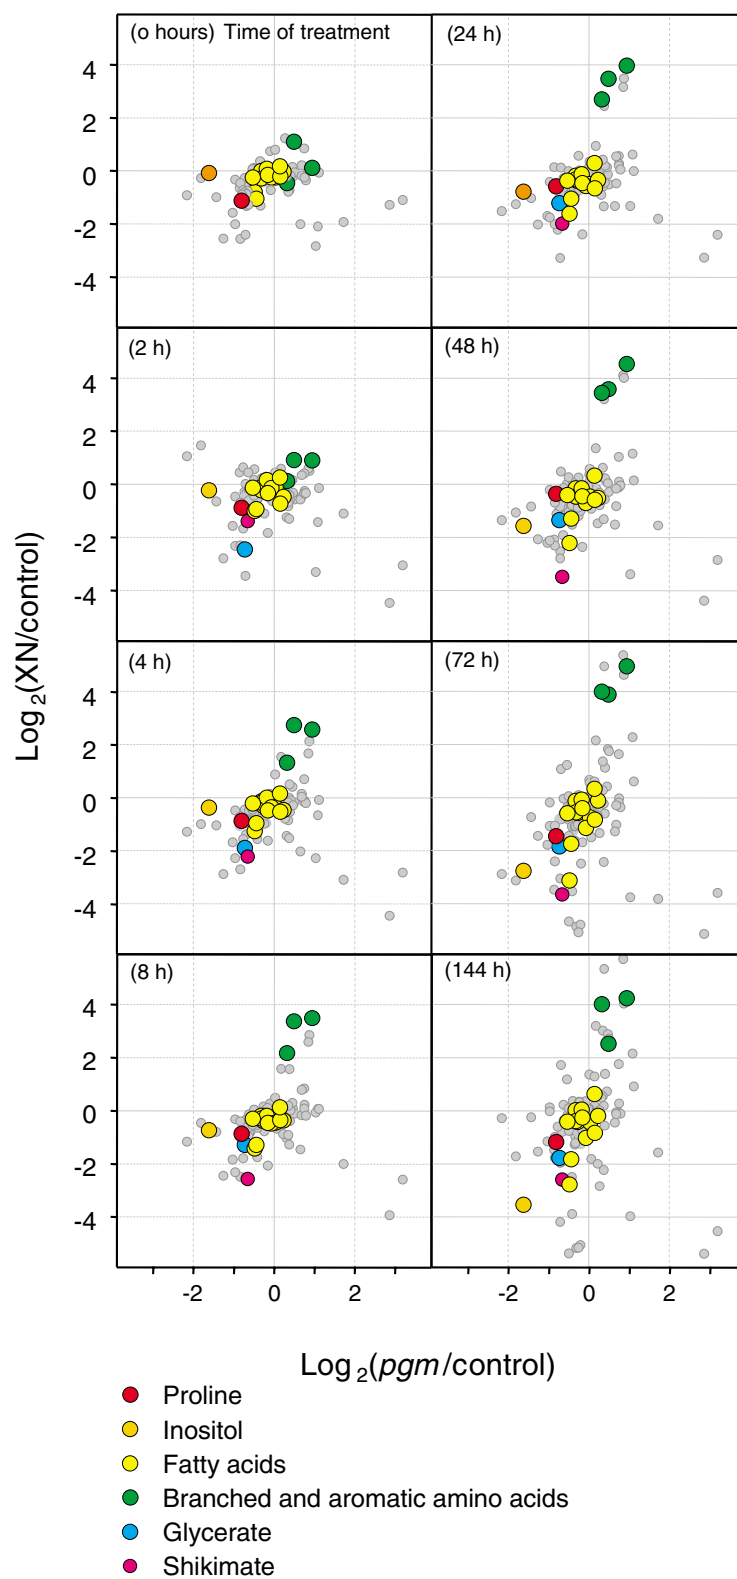 (o hours) Time of treatment
(24 h)
4
2
0
-2
-4
(2 h)
(48 h)
4
2
0
-2
-4
(4 h)
(72 h)
4
2
0
-2
-4
(8 h)
(144 h)
4
2
0
-2
-4
Log2(XN/control)
-2 0 2 -2 0 2
Log2(pgm/control)
Proline
Inositol
Fatty acids
Branched and aromatic amino acids
Glycerate
Shikimate